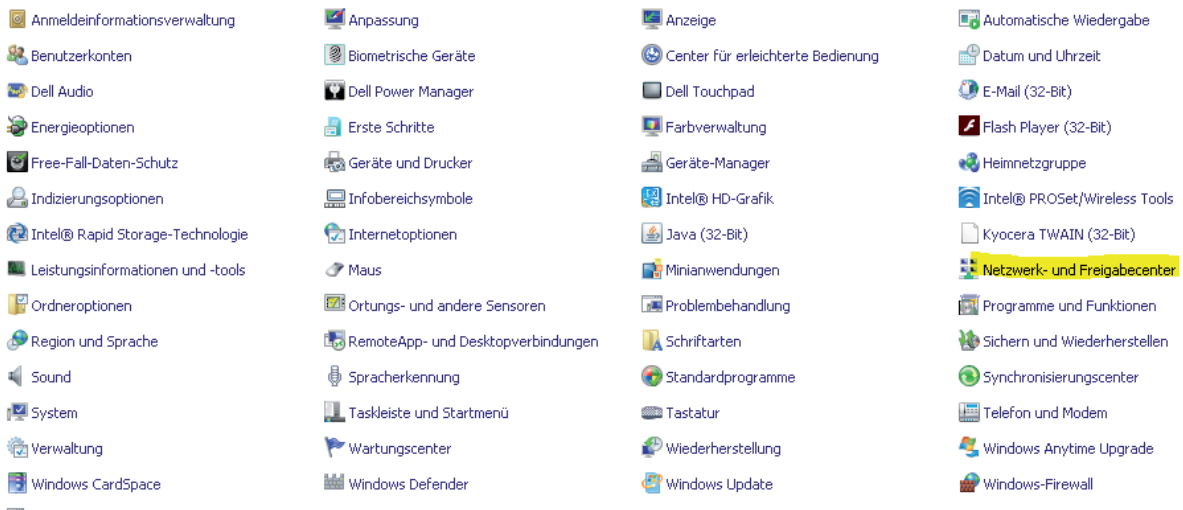 Anmeldeinformationsverwaltung Anpassung Anzeige Automatische Wiedergabe
Benutzerkonten Biometrische Geräte Center für erleichterte Bedienung Datum und Uhrzeit
Dell Audio Dell Power Manager Dell Touchpad E-Mail (32-Bit)
Energieoptionen Erste Schritte Farbverwaltung Flash Player (32-Bit)
Free-Fall-Daten-Schutz Geräte und Drucker Geräte-Manager Heimnetzgruppe
Indizierungsoptionen Infobereichsymbole Intel® HD-Grafik Intel® PROSet/Wireless Tools
Intel® Rapid Storage-Technologie Internetoptionen Java (32-Bit) Kyocera TWAIN (32-Bit)
Leistungsinformationen und -tools Maus Minianwendungen Netzwerk- und Freigabecenter
Ordneroptionen Ortungs- und andere Sensoren Problembehandlung Programme und Funktionen
Region und Sprache RemoteApp- und Desktopverbindungen Schriftarten Sichern und Wiederherstellen
Sound Spracherkennung Standardprogramme Synchronisierungscenter
System Taskleiste und Startmenü Tastatur Telefon und Modem
Verwaltung Wartungscenter Wiederherstellung Windows Anytime Upgrade
Windows CardSpace Windows Defender Windows Update Windows-Firewall